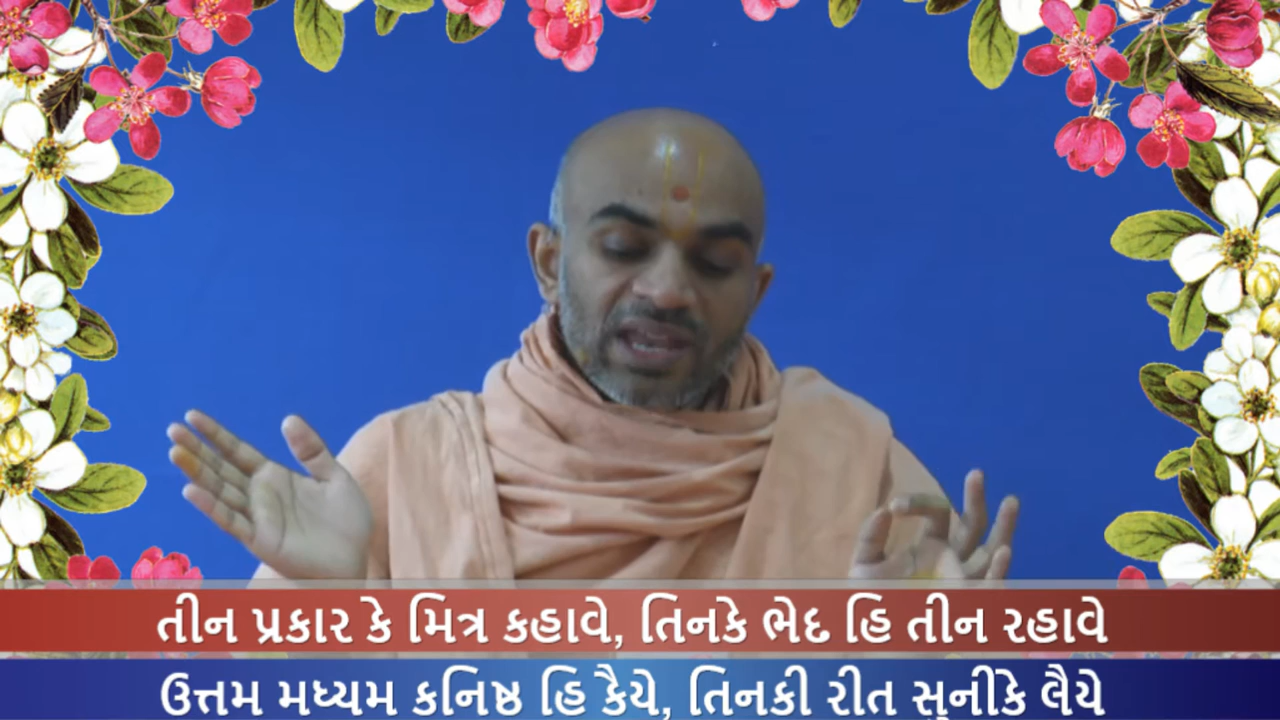 તીન પ્રકાર કે મિત્ર કહાવે, તિનકે ભેદ હિ તીન રહાવે
ઉત્તમ મધ્યમ કનિષ્ઠ હિ કૈયે, તિનકી રીત સુનીકે લૈયે